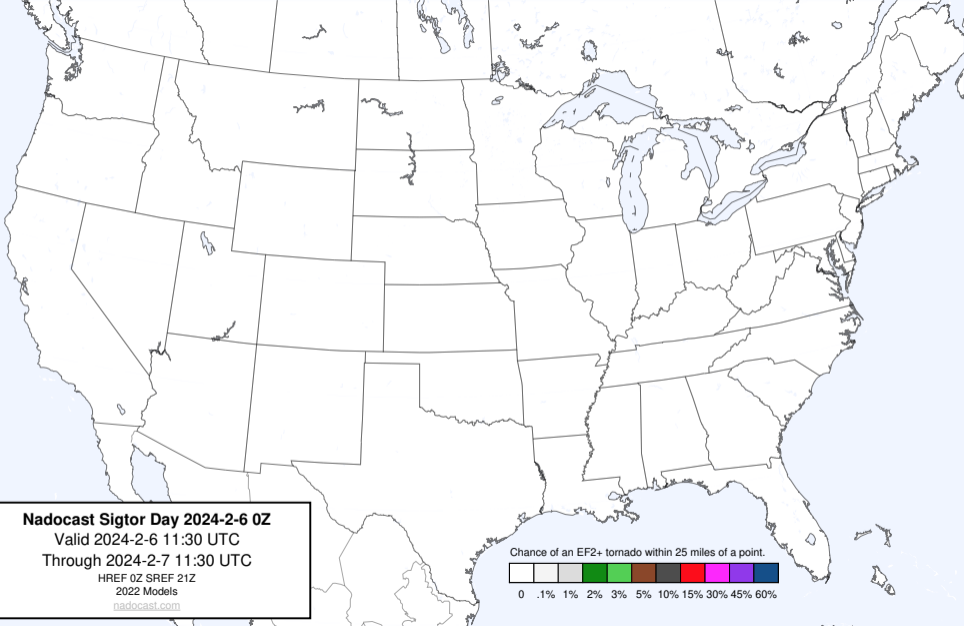 Nadocast Sigtor Day 2024-2-6 0Z
Valid 2024-2-6 11:30 UTC
Through 2024-2-7 11:30 UTC
HREF 0Z SREF 21Z
2022 Models
nadocast.com
Chance of an EF2+ tornado within 25 miles of a point.
0 .1% 1% 2% 3% 5% 10% 15% 30% 45% 60%